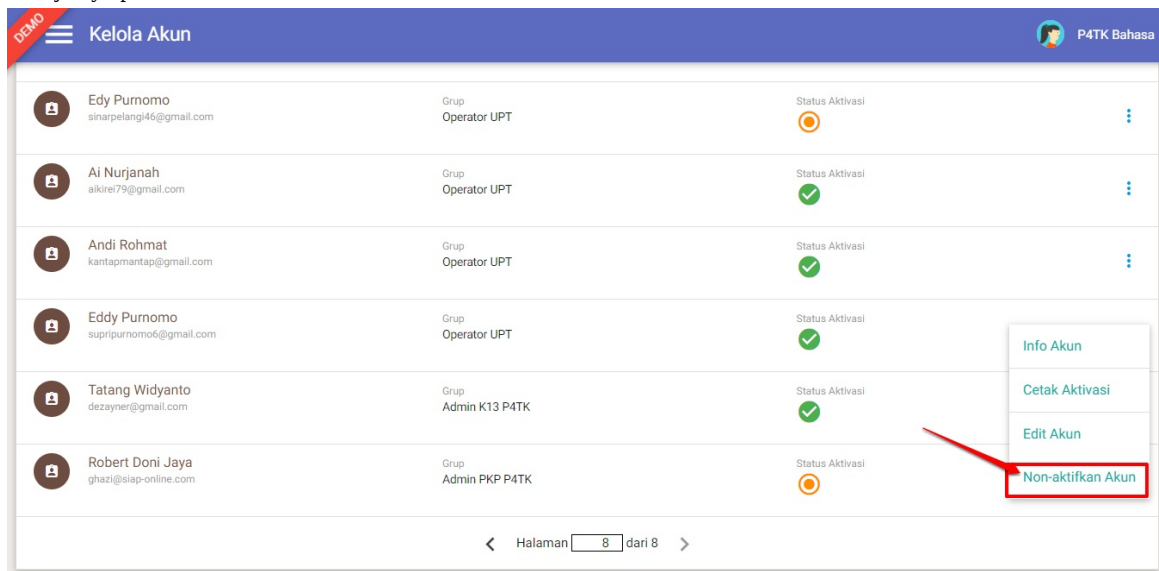 DEMO
Kelola Akun
P4TK Bahasa
Edy Purnomo
sinarpelangi46@gmail.com
Grup
Operator UPT
Status Aktivasi
Ai Nurjanah
aikirei79@gmail.com
Grup
Operator UPT
Status Aktivasi
Andi Rohmat
kantapmantap@gmail.com
Grup
Operator UPT
Status Aktivasi
Eddy Purnomo
supripurnomo6@gmail.com
Grup
Operator UPT
Status Aktivasi
Tatang Widyanto
dezayner@gmail.com
Grup
Admin K13 P4TK
Status Aktivasi
Robert Doni Jaya
ghazi@siap-online.com
Grup
Admin PKP P4TK
Status Aktivasi
Info Akun
Cetak Aktivasi
Edit Akun
Non-aktifkan Akun
Halaman 8 dari 8